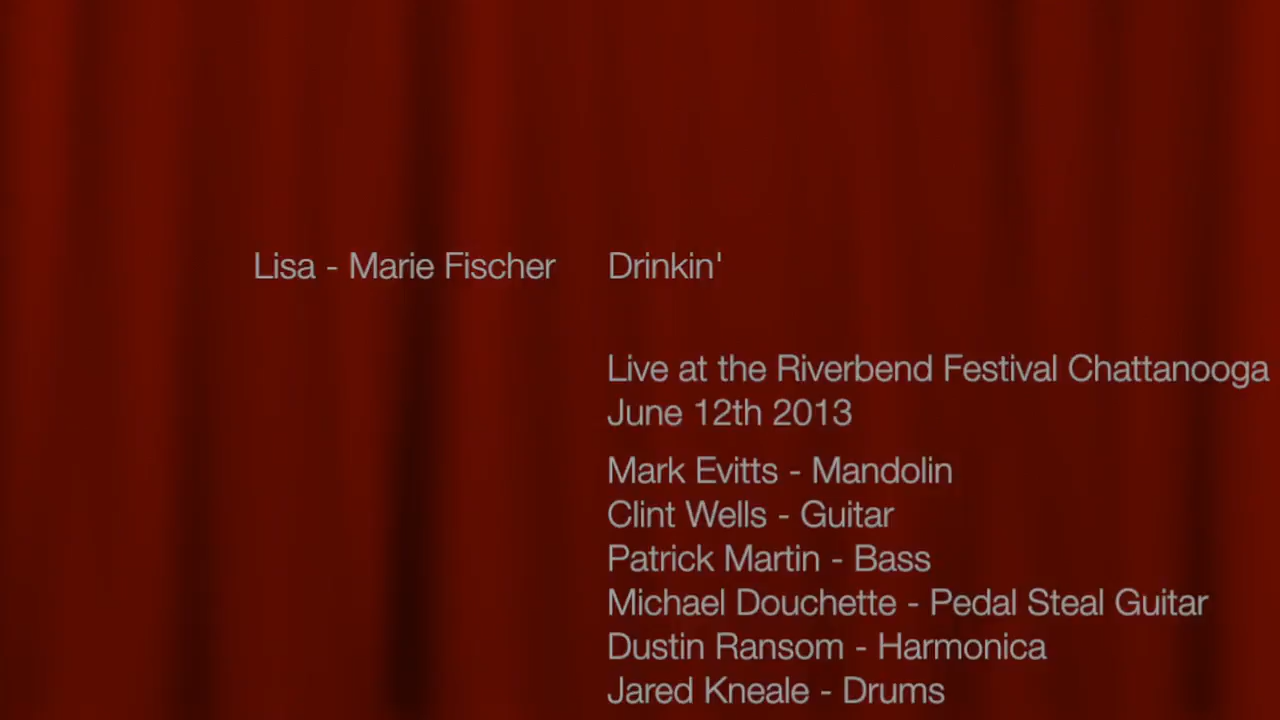 Lisa - Marie Fischer Drinkin'
Live at the Riverbend Festival Chattanooga
June 12th 2013
Mark Evitts - Mandolin
Clint Wells - Guitar
Patrick Martin - Bass
Michael Douchette - Pedal Steal Guitar
Dustin Ransom - Harmonica
Jared Kneale - Drums